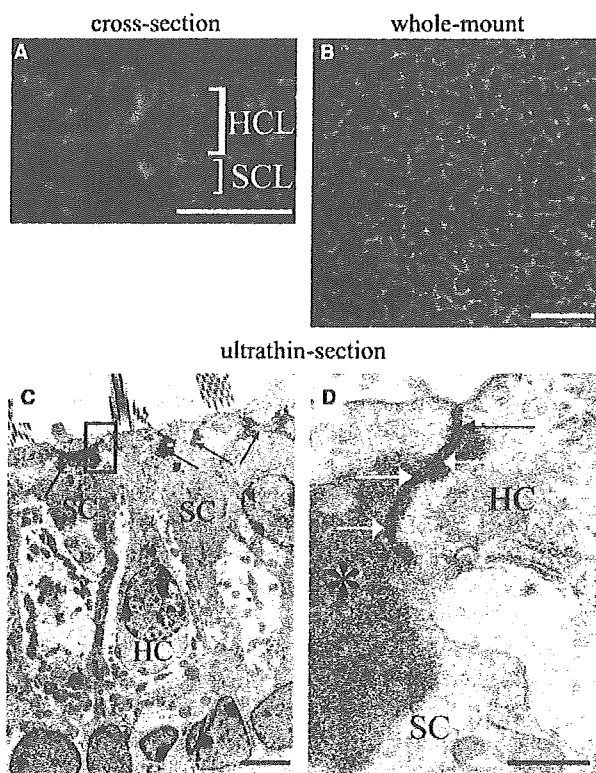 cross-section
whole-mount
A
B
HCL
SCL
ultrathin-section
C
D
SC
SC
HC
HC
*
SC